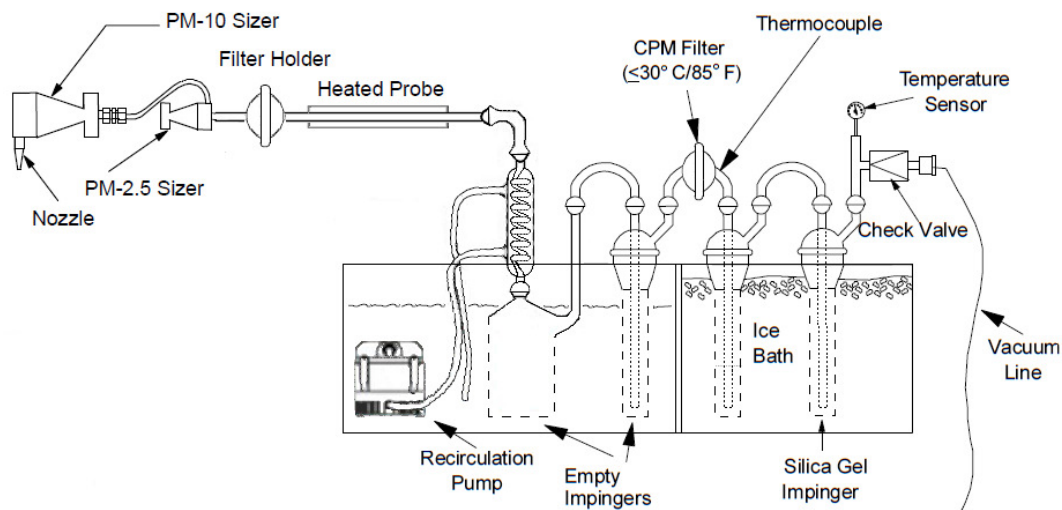 PM-10 Sizer
Filter Holder
Heated Probe
CPM Filter
(≤30° C/85° F)
Thermocouple
Temperature
Sensor
PM-2.5 Sizer
Nozzle
Check Valve
Ice
Bath
Vacuum
Line
Recirculation
Pump
Empty
Impingers
Silica Gel
Impinger